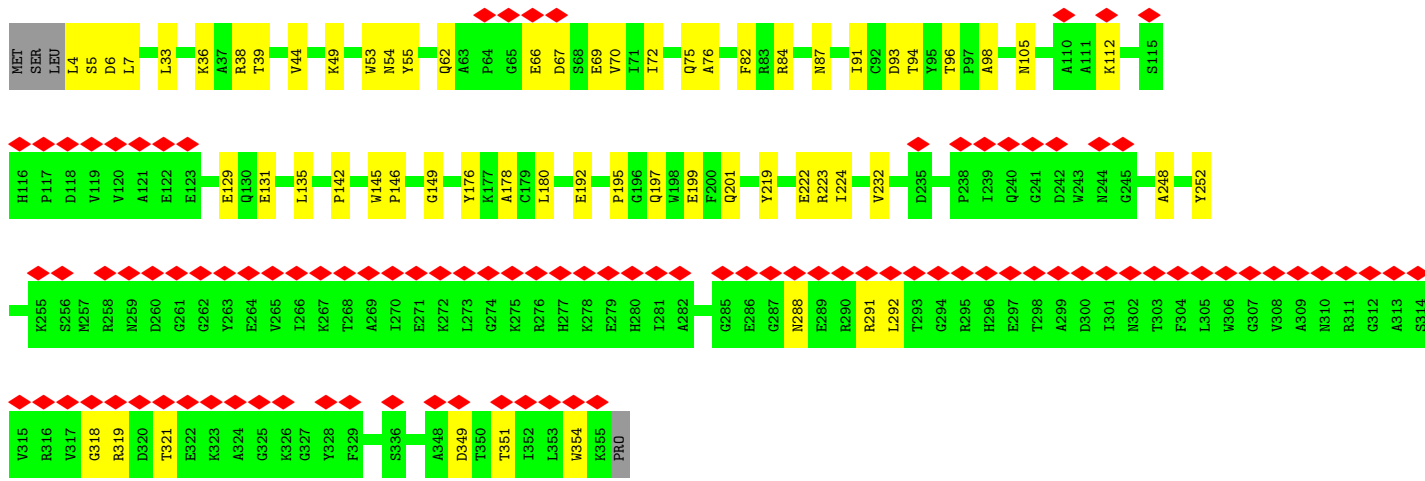 MET SER LEU L4 S5 D6 L7 L33 K36 A37 R38 T39 V44 K49 W53 N54 Y55 Q62 A63 P64 G65 E66 D67 S68 E69 V70 I71 I72 Q75 A76 F82 R83 R84 N87 I91 C92 D93 T94 Y95 T96 P97 A98 N105 A110 A111 K112 S115
H116 P117 D118 V119 V120 A121 E122 E123 E129 Q130 E131 L135 P142 W145 P146 G149 Y176 K177 A178 C179 L180 E192 P195 G196 Q197 W198 E199 F200 Q201 Y219 E222 R223 I224 V232 D235 P238 I239 Q240 G241 D242 W243 N244 G245 A248 Y252
K255 S256 M257 R258 N259 D260 G261 G262 Y263 E264 V265 I266 K267 T268 A269 I270 E271 K272 L273 G274 K275 R276 H277 K278 E279 H280 I281 A282 G285 E286 G287 N288 E289 R290 R291 L292 T293 G294 R295 H296 E297 T298 A299 D300 I301 N302 T303 F304 L305 W306 G307 V308 A309 N310 R311 G312 A313 S314
V315 R316 V317 G318 R319 D320 T321 E322 K323 A324 G325 K326 G327 Y328 F329 S336 A348 D349 T350 T351 I352 L353 W354 K355 PRO